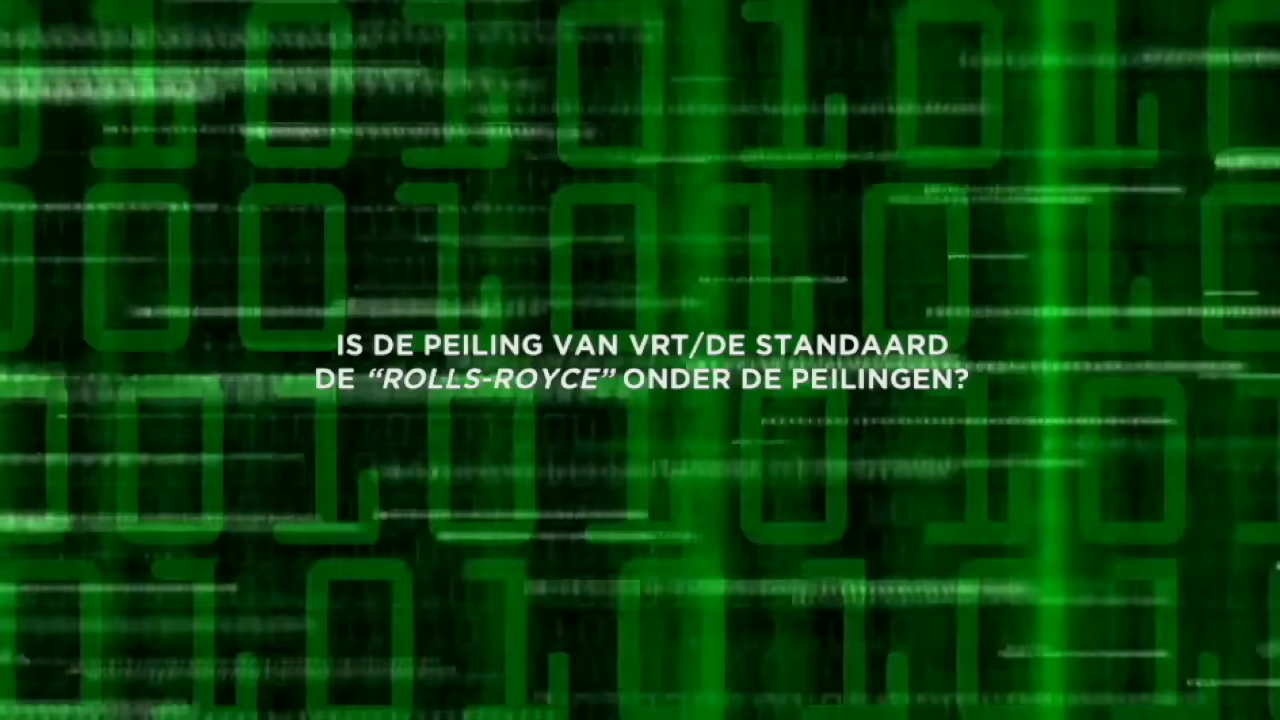 IS DE PEILING VAN VRT/DE STANDAARD
DE “ROLLS-ROYCE” ONDER DE PEILINGEN?